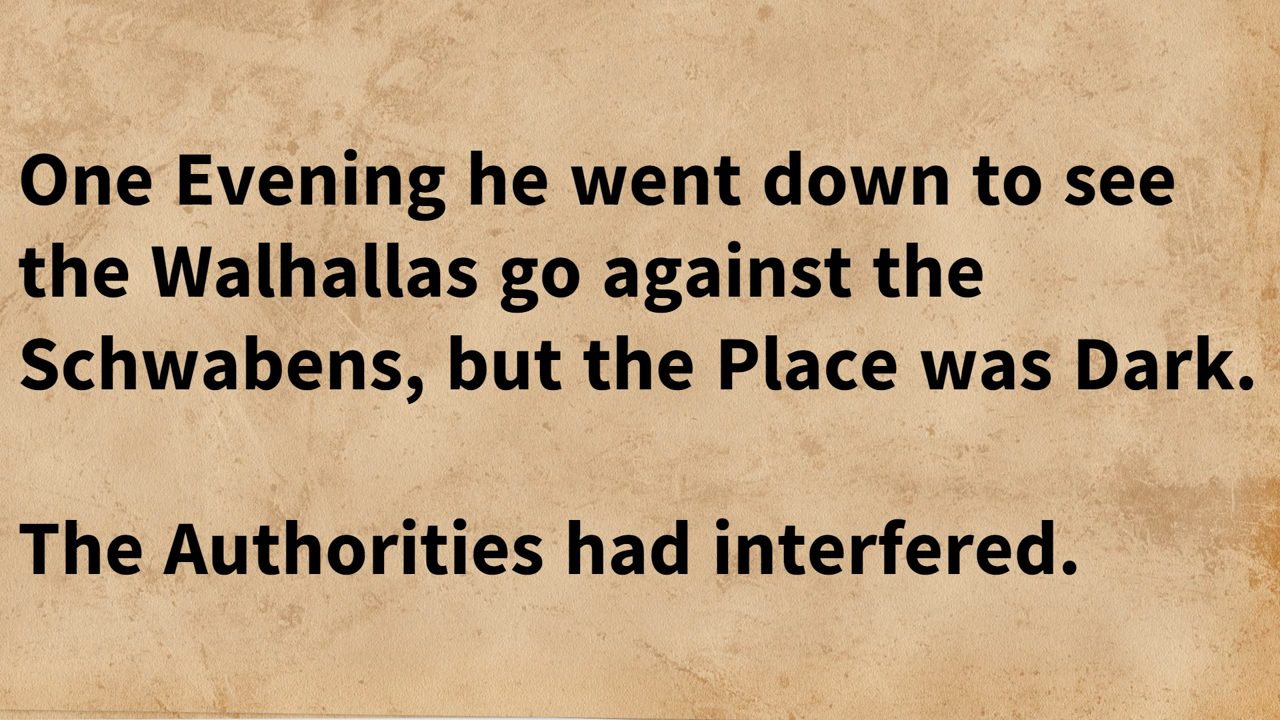 One Evening he went down to see
the Walhallas go against the
Schwabens, but the Place was Dark.
The Authorities had interfered.